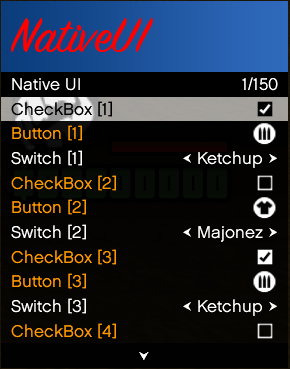 NativeUI
Native UI 1/150
CheckBox [1]
Button [1]
Switch [1] Ketchup
CheckBox [2]
Button [2]
Switch [2] Majonez
CheckBox [3]
Button [3]
Switch [3] Ketchup
CheckBox [4]